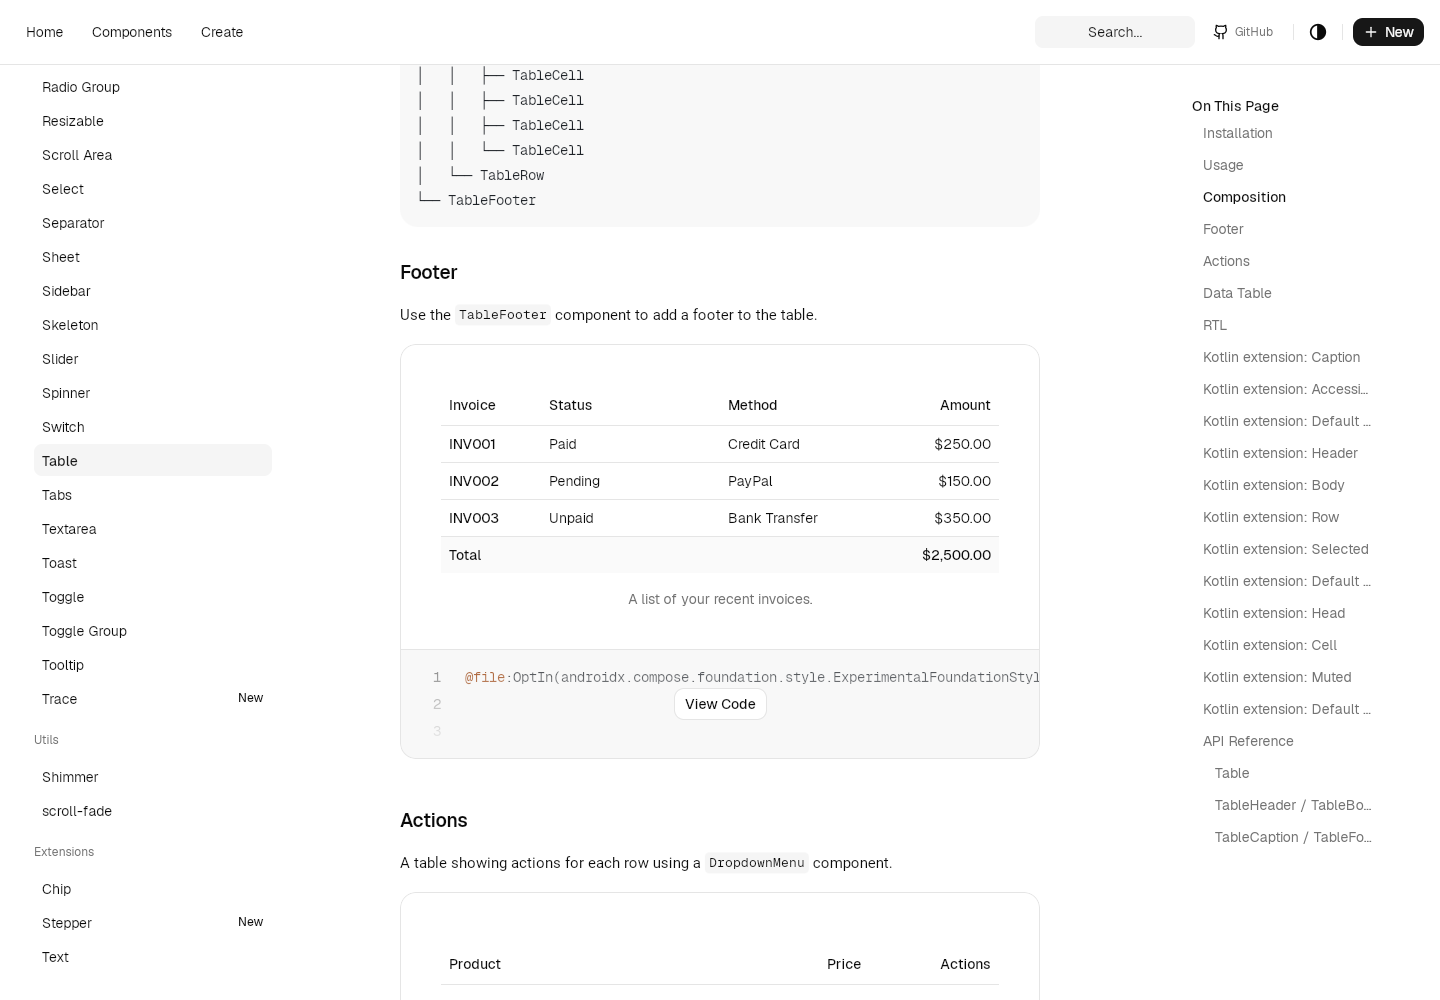 Home
Components
Create
Search...
GitHub
New
Radio Group
Resizable
Scroll Area
Select
Separator
Sheet
Sidebar
Skeleton
Slider
Spinner
Switch
Table
Tabs
Textarea
Toast
Toggle
Toggle Group
Tooltip
Trace New
Utils
Shimmer
scroll-fade
Extensions
Chip
Stepper New
Text
│   │   ├── TableCell
│   │   ├── TableCell
│   │   ├── TableCell
│   │   └── TableCell
│   └── TableRow
└── TableFooter
Footer
Use the TableFooter component to add a footer to the table.
Invoice Status Method Amount
INV001 Paid Credit Card $250.00
INV002 Pending PayPal $150.00
INV003 Unpaid Bank Transfer $350.00
Total $2,500.00
A list of your recent invoices.
1 @file:OptIn(androidx.compose.foundation.style.ExperimentalFoundationStyl
2
View Code
3
Actions
A table showing actions for each row using a DropdownMenu component.
Product Price Actions
On This Page
Installation
Usage
Composition
Footer
Actions
Data Table
RTL
Kotlin extension: Caption
Kotlin extension: Accessi...
Kotlin extension: Default ...
Kotlin extension: Header
Kotlin extension: Body
Kotlin extension: Row
Kotlin extension: Selected
Kotlin extension: Default ...
Kotlin extension: Head
Kotlin extension: Cell
Kotlin extension: Muted
Kotlin extension: Default ...
API Reference
Table
TableHeader / TableBo...
TableCaption / TableFo...